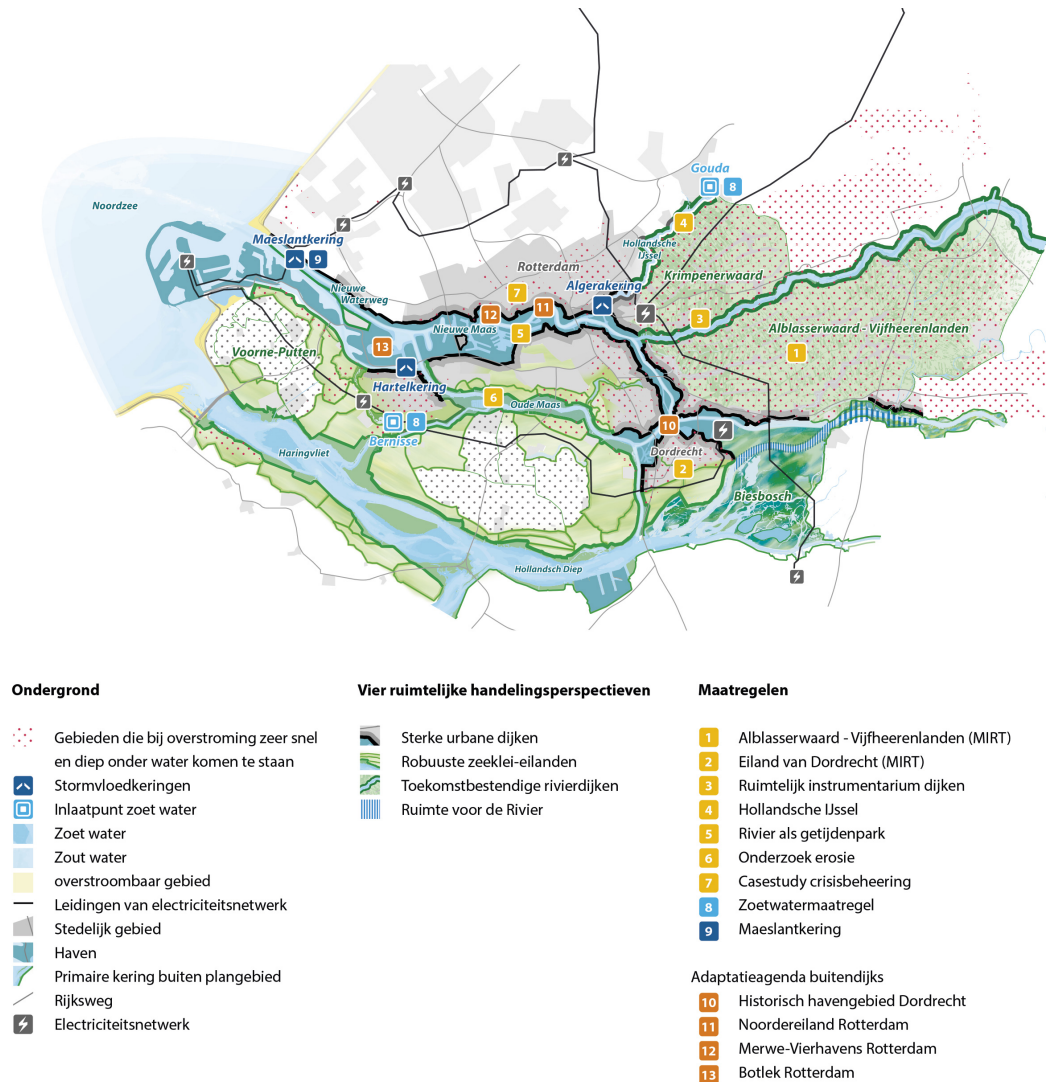 Gouda
8
Noordzee
4
Maeslantkering
9
Hollandsche
IJssel
Rotterdam
Krimpenerwaard
Algerakering
Nieuwe
Waterweg
7
11
12
3
Nieuwe Maas
5
Alblasserwaard - Vijfheerenlanden
13
1
Voorne-Putten
Hartelkering
6
Oude Maas
8
Bernisse
10
Haringvliet
Dordrecht
2
Biesbosch
Hollandsch Diep
Ondergrond
Gebieden die bij overstroming zeer snel
en diep onder water komen te staan
Stormvloedkeringen
Inlaatpunt zoet water
Zoet water
Zout water
overstroombaar gebied
Leidingen van electriciteitsnetwerk
Stedelijk gebied
Haven
Primaire kering buiten plangebied
Rijksweg
Electriciteitsnetwerk
Vier ruimtelijke handelingsperspectieven
Sterke urbane dijken
Robuuste zeeklei-eilanden
Toekomstbestendige rivierdijken
Ruimte voor de Rivier
Maatregelen
1 Alblasserwaard - Vijfheerenlanden (MIRT)
2 Eiland van Dordrecht (MIRT)
3 Ruimtelijk instrumentarium dijken
4 Hollandsche IJssel
5 Rivier als getijdenpark
6 Onderzoek erosie
7 Casestudy crisisbeheering
8 Zoetwatermaatregel
9 Maeslantkering
Adaptatieagenda buitendijks
10 Historisch havengebied Dordrecht
11 Noordereiland Rotterdam
12 Merwe-Vierhavens Rotterdam
13 Botlek Rotterdam